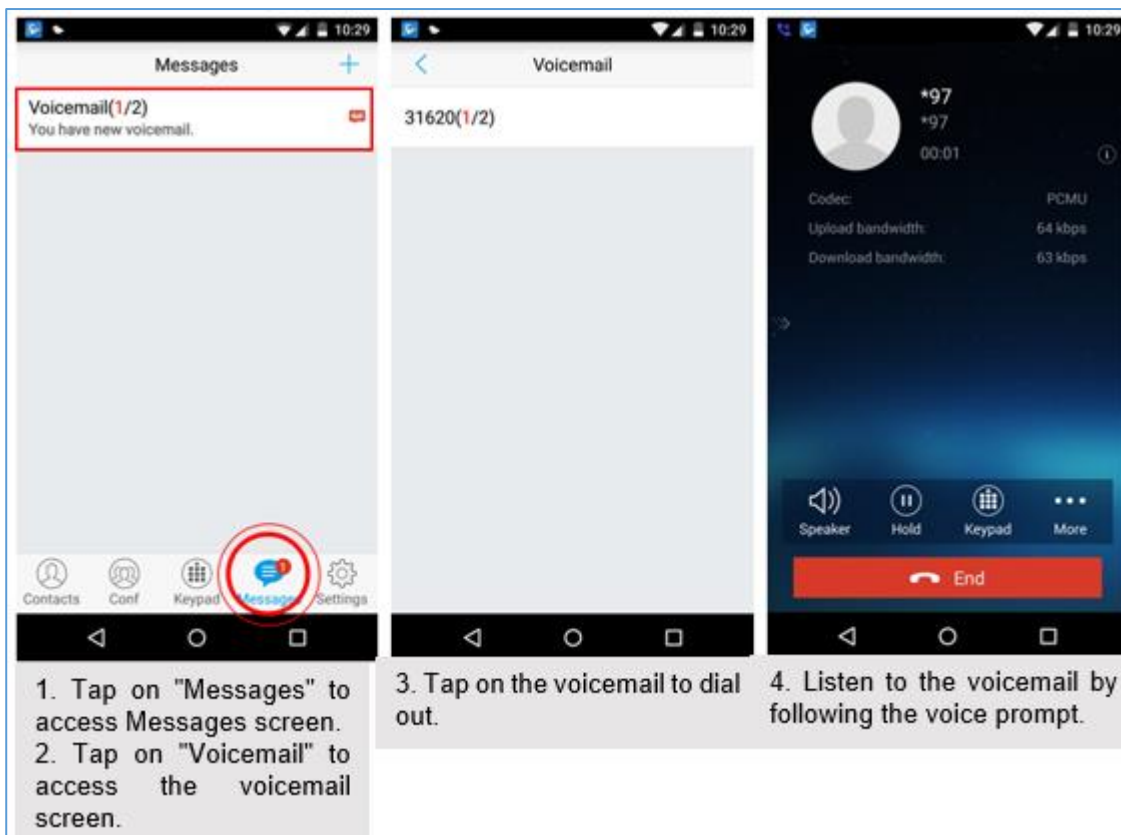 10:29
Messages
Voicemail(1/2)
You have new voicemail.
1
Contacts
Conf
Keypad
Messages
Settings
1. Tap on "Messages" to
access Messages screen.
2. Tap on "Voicemail" to
access the voicemail
screen.
10:29
Voicemail
31620(1/2)
3. Tap on the voicemail to dial
out.
10:29
*97
*97
00:01
Codec: PCMU
Upload bandwidth: 64 kbps
Download bandwidth: 63 kbps
Speaker
Hold
Keypad
More
End
4. Listen to the voicemail by
following the voice prompt.